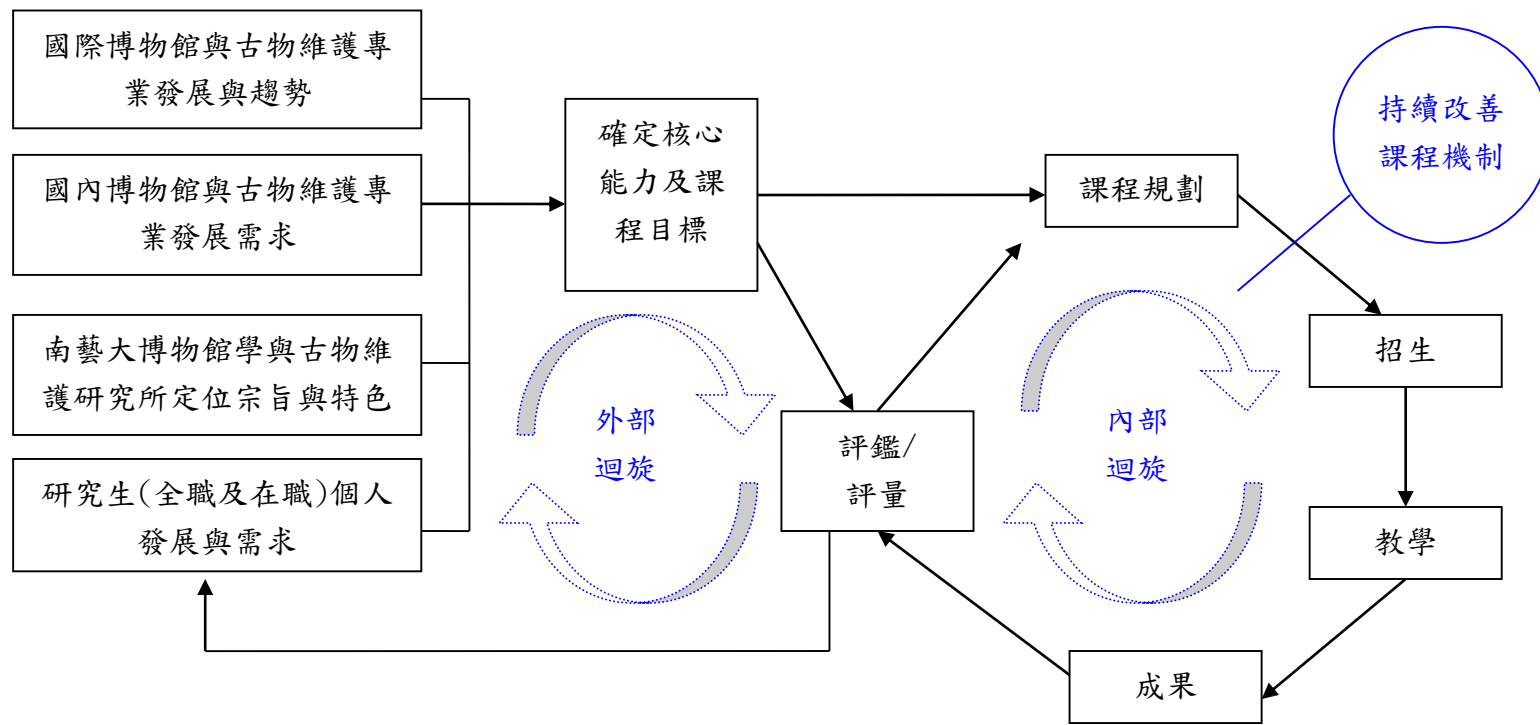 國際博物館與古物維護專
業發展與趨勢
國內博物館與古物維護專
業發展需求
南藝大博物館學與古物維
護研究所定位宗旨與特色
研究生(全職及在職)個人
發展與需求
確定核心
能力及課
程目標
外部
迴旋
評鑑/
評量
課程規劃
持續改善
課程機制
內部
迴旋
招生
教學
成果